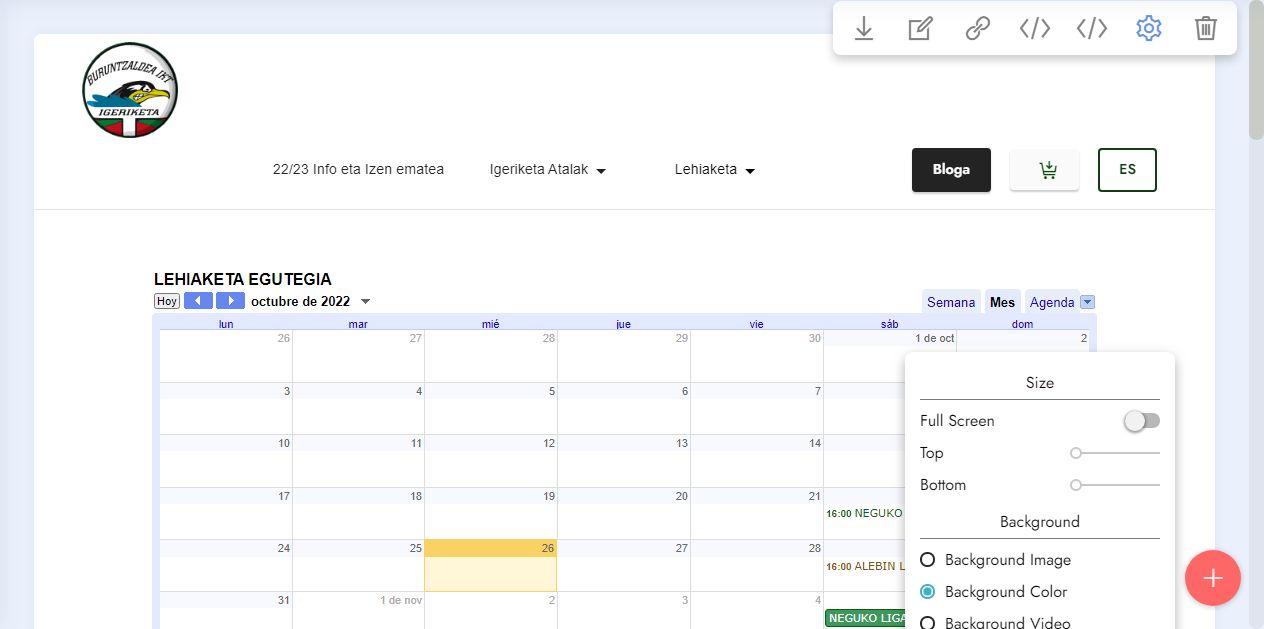 BURUNTZALDEA IKT
IGERIKETA
22/23 Info eta Izen ematea
Igeriketa Atalak
Lehiaketa
Bloga
ES
LEHIAKETA EGUTEGIA
Hoy
octubre de 2022
Semana
Mes
Agenda
lun mar mié jue vie sáb dom
26 27 28 29 30 1 de oct 2
3 4 5 6 7
Size
10 11 12 13 14
Full Screen
Top
Bottom
17 18 19 20 21
16:00 NEGUKO
Background
24 25 26 27 28
16:00 ALEBIN L
Background Image
Background Color
31 1 de nov 2 3 4
NEGUKO LIGA
Background Video